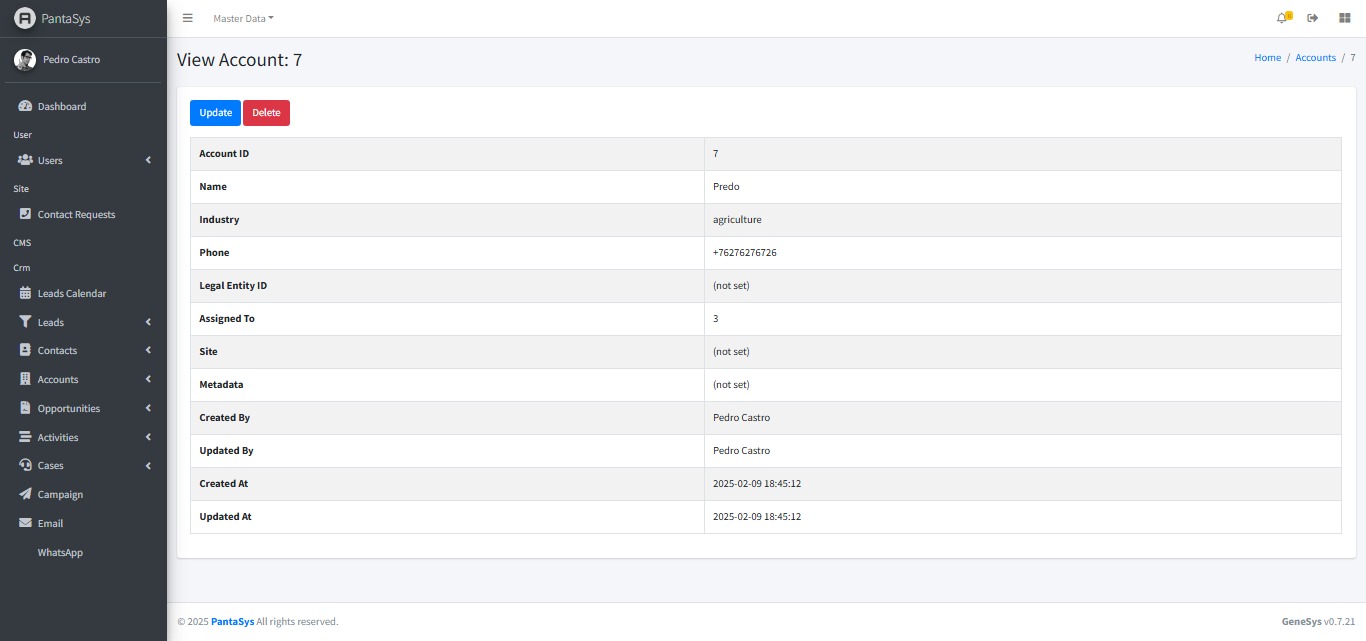 PantaSys
Master Data
Pedro Castro
Dashboard
User
Users
Site
Contact Requests
CMS
Crm
Leads Calendar
Leads
Contacts
Accounts
Opportunities
Activities
Cases
Campaign
Email
WhatsApp
View Account: 7
Home / Accounts / 7
Update Delete
Account ID 7
Name Predo
Industry agriculture
Phone +76276276726
Legal Entity ID (not set)
Assigned To 3
Site (not set)
Metadata (not set)
Created By Pedro Castro
Updated By Pedro Castro
Created At 2025-02-09 18:45:12
Updated At 2025-02-09 18:45:12
© 2025 PantaSys All rights reserved.
GeneSys v0.7.21